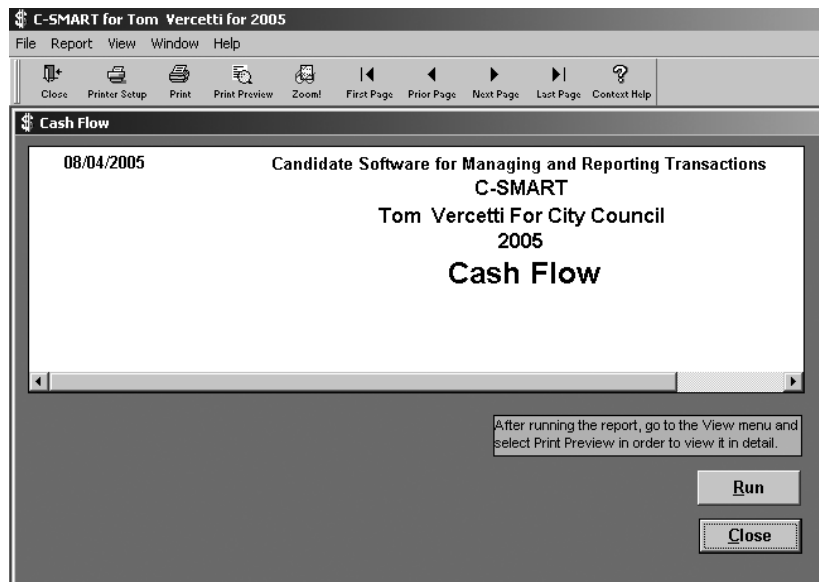 C-SMART for Tom Vercetti for 2005
File Report View Window Help
Close Printer Setup Print Print Preview Zoom! First Page Prior Page Next Page Last Page Context Help
Cash Flow
08/04/2005 Candidate Software for Managing and Reporting Transactions
C-SMART
Tom Vercetti For City Council
2005
Cash Flow
After running the report, go to the View menu and
select Print Preview in order to view it in detail.
Run
Close